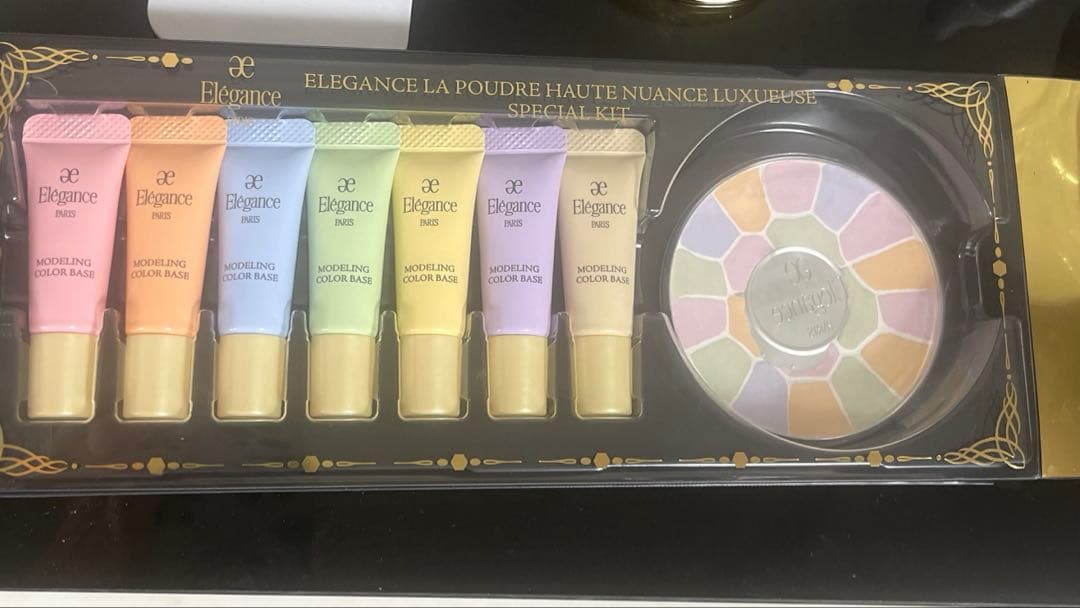 æ
Elégance
ELEGANCE LA POUDRE HAUTE NUANCE LUXUEUSE
SPECIAL KIT
æ
Elégance
PARIS
MODELING
COLOR BASE
æ
Elégance
PARIS
MODELING
COLOR BASE
æ
Elégance
PARIS
MODELING
COLOR BASE
æ
Elégance
PARIS
MODELING
COLOR BASE
æ
Elégance
PARIS
MODELING
COLOR BASE
æ
Elégance
PARIS
MODELING
COLOR BASE
æ
Elégance
PARIS
MODELING
COLOR BASE
æ
Elégance
PARIS